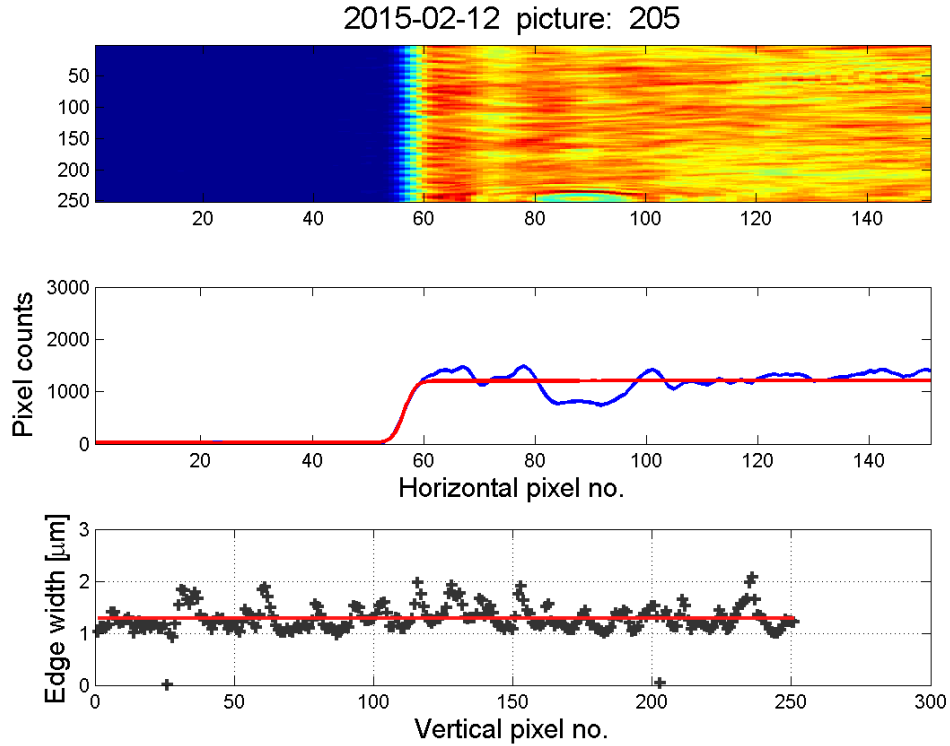 2015-02-12 picture: 205
50
100
150
200
250
20 40 60 80 100 120 140
Pixel counts
3000
2000
1000
0
20 40 60 80 100 120 140
Horizontal pixel no.
Edge width [μm]
3
2
1
0
0 50 100 150 200 250 300
Vertical pixel no.